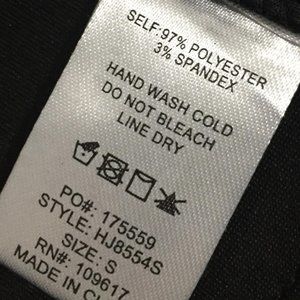 SELF: 97% POLYESTER
3% SPANDEX
HAND WASH COLD
DO NOT BLEACH
LINE DRY
PO#: 175559
STYLE: HJ8554S
SIZE: S
RN#: 109617
MADE IN